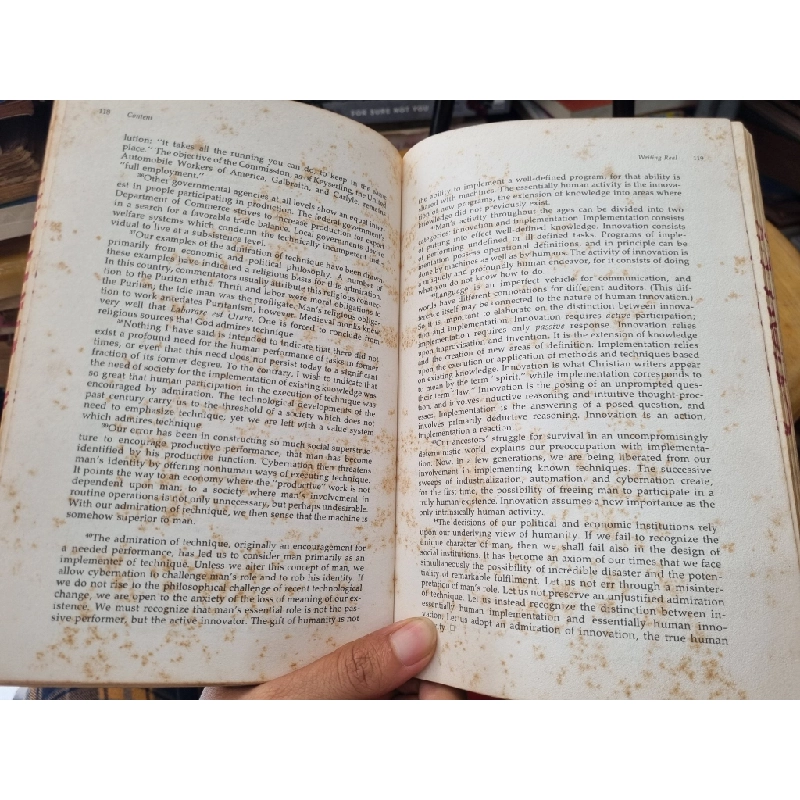 118 Content
lution: "It takes all the running you can do, to keep in the same
place." The objective of the Commission, as of Keyserling, the United
Automobile Workers of America, Galbraith, and Carlyle, remains
"full employment."
"Other governmental agencies at all levels show an equal inter-
est in people participating in production. The federal government's
Department of Commerce strives to increase production for export
in a search for a favorable trade balance. Local governments have
welfare systems which condemn the technically incompetent indi-
vidual to live at a subsistence level.
"Our examples of the admiration of technique have been drawn
primarily from economic and political philosophy. A number of
these examples have indicated a religious basis for this admiration.
In this country, commentators usually attribute this religious founda-
tion to the Puritan ethic. Thrift and labor were moral obligations to
the Puritan, the idle man was the profligate. Man's religious obliga-
tion to work antedates Puritanism, however. Medieval monks knew
very well that Laborare est Orare. One is forced to conclude from
religious sources that God admires technique.
"Nothing I have said is intended to indicate that there did not
exist a profound need for the human performance of tasks in former
times, or even that this need does not persist today to a significant
fraction of its former degree. To the contrary, I wish to indicate that
the need of society for the implementation of existing knowledge was
so great that human participation in the execution of technique was
encouraged by admiration. The technological developments of the
past century carry us to the threshold of a society which does not
need to emphasize technique, yet we are left with a value system
which admires technique.
"Our error has been in constructing so much social superstruc-
ture to encourage productive performance, that man has become
identified by his productive function. Cybernation then threatens
man's identity by offering nonhuman ways of executing technique.
It points the way to an economy where the "productive" work is not
dependent upon man; to a society where man's involvement in
routine operations is not only unnecessary, but perhaps undesirable.
With our admiration of technique, we then sense that the machine is
somehow superior to man.
"The admiration of technique, originally an encouragement for
a needed performance, has led us to consider man primarily as an
implementer of technique. Unless we alter this concept of man, we
allow cybernation to challenge man's role and to rob his identity. If
we do not rise to the philosophical challenge of recent technological
change, we are open to the anxiety of the loss of meaning of our ex-
istence. We must recognize that man's essential role is not the pas-
sive performer, but the active innovator. The gift of humanity is not
Working Real 119
the ability to implement a well-defined program, for that ability is
shared with machines. The essentially human activity is the innova-
tion of new programs, the extension of knowledge into areas where
knowledge did not previously exist.
"Man's activity throughout the ages can be divided into two
categories: Innovation and implementation. Implementation consists
of putting into effect well-defined knowledge. Innovation consists
of performing undefined or ill defined tasks. Programs of imple-
mentation possess operational definitions, and in principle can be
done by machines as well as by humans. The activity of innovation is
a uniquely and profoundly human endeavor, for it consists of doing
what you do not know how to do.
"Language is an imperfect vehicle for communication, and
words have different connotations for different auditors. (This dif-
ference itself may be connected to the nature of human innovation.)
So it is important to elaborate on the distinction between innova-
tion and implementation. Innovation requires active participation;
implementation requires only passive response. Innovation relies
upon improvisation and invention. It is the extension of knowledge
and the creation of new areas of definition. Implementation relies
upon the execution or application of methods and techniques based
on existing knowledge. Innovation is what Christian writers appear
to mean by the term "spirit," while implementation corresponds to
their term "law." Innovation is the posing of an unprompted ques-
tion, and involves inductive reasoning and intuitive thought proc-
esses. Implementation is the answering of a posed question, and
involves primarily deductive reasoning. Innovation is an action,
implementation a reaction.
"Our ancestors' struggle for survival in an uncompromisingly
deterministic world explains our preoccupation with implementa-
tion. Now, in a few generations, we are being liberated from our
involvement in implementing known techniques. The successive
sweeps of industrialization, automation, and cybernation create,
for the first time, the possibility of freeing man to participate in a
truly human existence. Innovation assumes a new importance as the
only intrinsically human activity.
"The decisions of our political and economic institutions rely
upon our underlying view of humanity. If we fail to recognize the
definitive character of man, then we shall fail also in the design of
social institutions. It has become an axiom of our times that we face
simultaneously the possibility of incredible disaster and the poten-
tiality of remarkable fulfilment. Let us not err through a misinter-
pretation of man's role. Let us not preserve an unjustified admiration
of technique. Let us instead recognize the distinction between in-
essentially human implementation and essentially human inno-
vation. Let us adopt an admiration of innovation, the true human